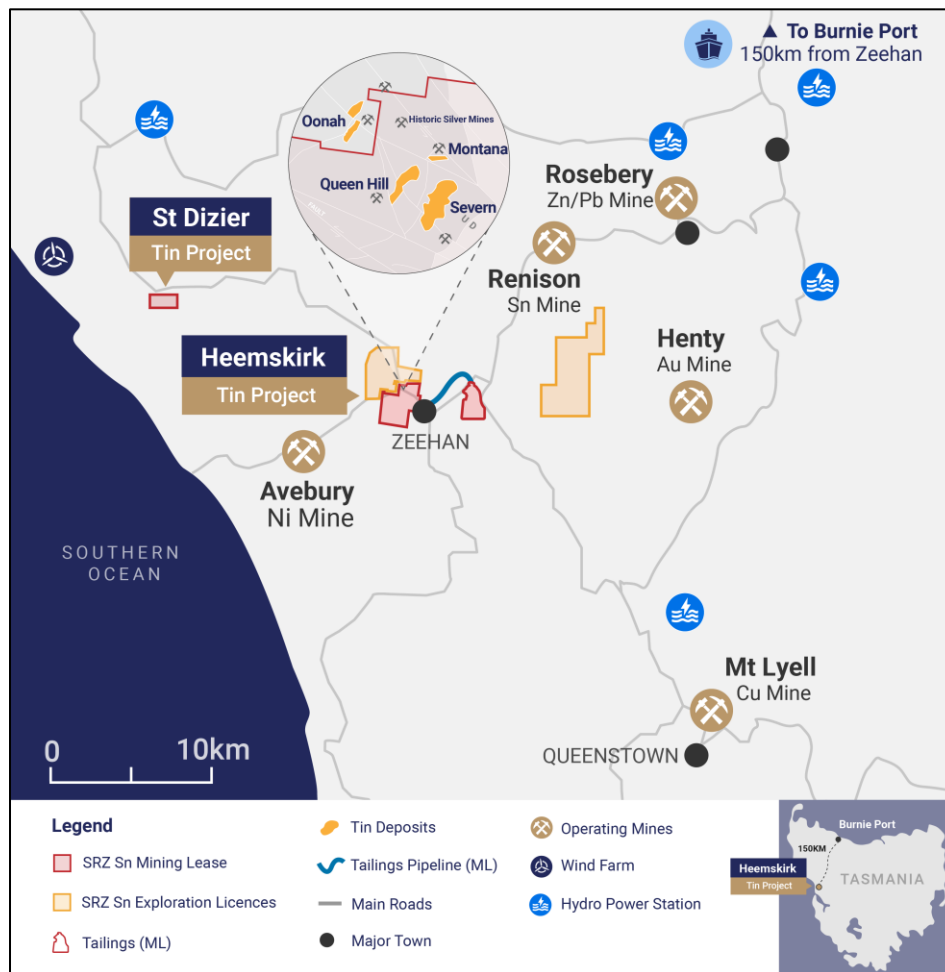 ▲ To Burnie Port
150km from Zeehan
Oonah
Historic Silver Mines
Montana
Queen Hill
Severn
FAULT
U D
Rosebery
Zn/Pb Mine
St Dizier
Tin Project
Renison
Sn Mine
Henty
Au Mine
Heemskirk
Tin Project
ZEEHAN
Avebury
Ni Mine
SOUTHERN
OCEAN
Mt Lyell
Cu Mine
0 10km
QUEENSTOWN
Legend
SRZ Sn Mining Lease
SRZ Sn Exploration Licences
Tailings (ML)
Tin Deposits
Tailings Pipeline (ML)
Main Roads
Major Town
Operating Mines
Wind Farm
Hydro Power Station
Burnie Port
150KM
Heemskirk
Tin Project
TASMANIA